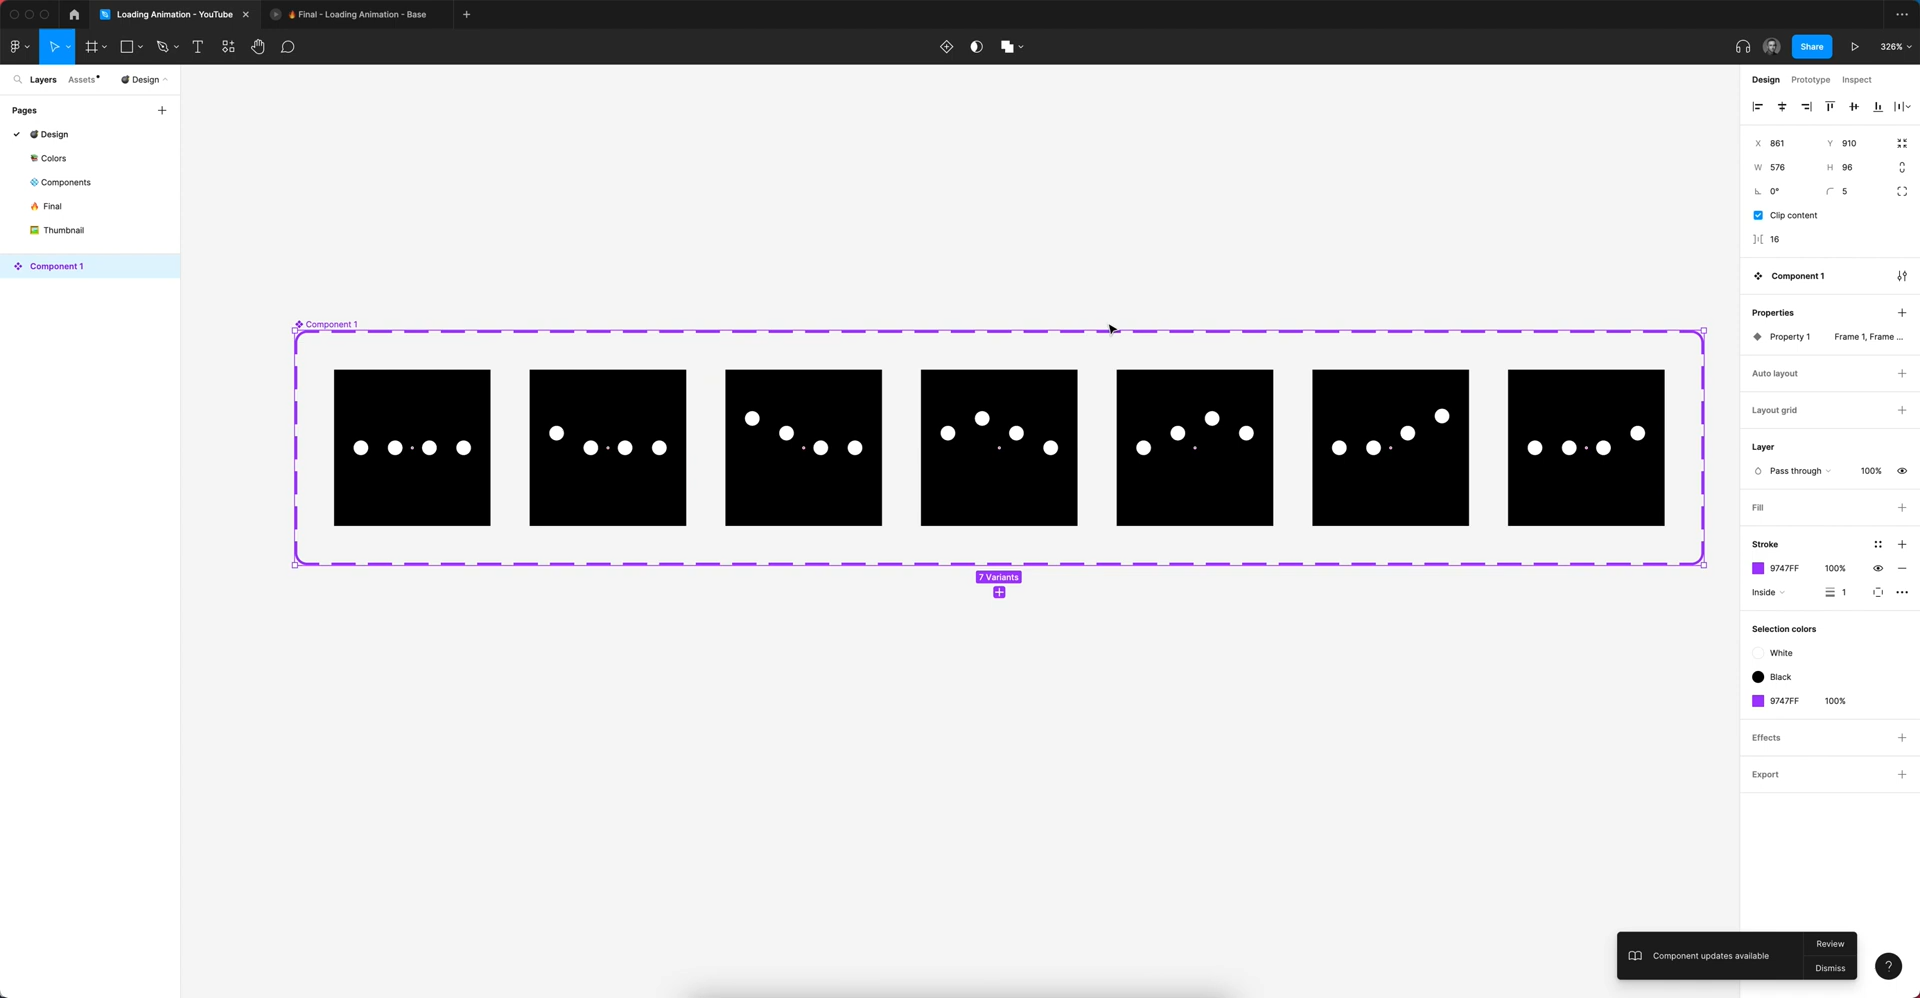 Loading Animation - YouTube
Final - Loading Animation - Base
Share
326%
Layers
Assets
Design
Design
Prototype
Inspect
Pages
Design
Colors
Components
Final
Thumbnail
Component 1
Component 1
7 Variants
X 861
Y 910
W 576
H 96
0°
5
Clip content
16
Component 1
Properties
Property 1
Frame 1, Frame ...
Auto layout
Layout grid
Layer
Pass through
100%
Fill
Stroke
9747FF
100%
Inside
1
Selection colors
White
Black
9747FF
100%
Effects
Export
Component updates available
Review
Dismiss
?